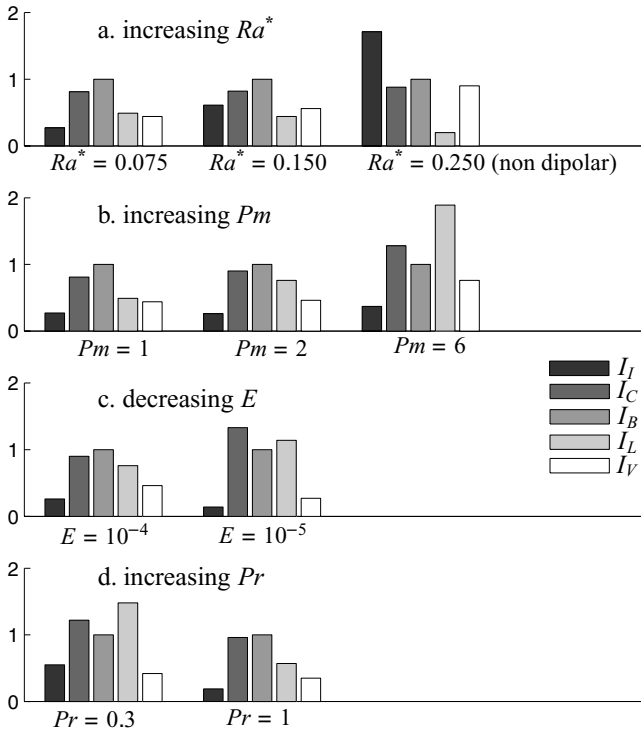 2
a. increasing Ra*
1
0
Ra* = 0.075 Ra* = 0.150 Ra* = 0.250 (non dipolar)
2
b. increasing Pm
1
0
Pm = 1 Pm = 2 Pm = 6
I_I
I_C
I_B
I_L
I_V
2
c. decreasing E
1
0
E = 10⁻⁴ E = 10⁻⁵
2
d. increasing Pr
1
0
Pr = 0.3 Pr = 1